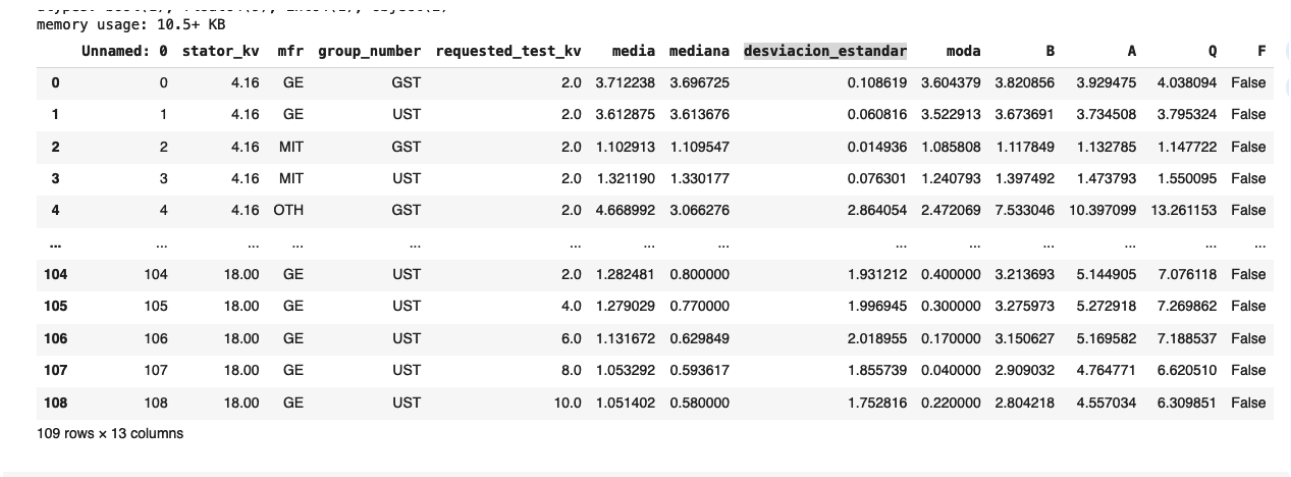 memory usage: 10.5+ KB
Unnamed: 0 stator_kv mfr group_number requested_test_kv media mediana desviacion_estandar moda B A Q F
0 0 4.16 GE GST 2.0 3.712238 3.696725 0.108619 3.604379 3.820856 3.929475 4.038094 False
1 1 4.16 GE UST 2.0 3.612875 3.613676 0.060816 3.522913 3.673691 3.734508 3.795324 False
2 2 4.16 MIT GST 2.0 1.102913 1.109547 0.014936 1.085808 1.117849 1.132785 1.147722 False
3 3 4.16 MIT UST 2.0 1.321190 1.330177 0.076301 1.240793 1.397492 1.473793 1.550095 False
4 4 4.16 OTH GST 2.0 4.668992 3.066276 2.864054 2.472069 7.533046 10.397099 13.261153 False
... ... ... ... ... ... ... ... ... ... ... ... ... ...
104 104 18.00 GE UST 2.0 1.282481 0.800000 1.931212 0.400000 3.213693 5.144905 7.076118 False
105 105 18.00 GE UST 4.0 1.279029 0.770000 1.996945 0.300000 3.275973 5.272918 7.269862 False
106 106 18.00 GE UST 6.0 1.131672 0.629849 2.018955 0.170000 3.150627 5.169582 7.188537 False
107 107 18.00 GE UST 8.0 1.053292 0.593617 1.855739 0.040000 2.909032 4.764771 6.620510 False
108 108 18.00 GE UST 10.0 1.051402 0.580000 1.752816 0.220000 2.804218 4.557034 6.309851 False
109 rows × 13 columns